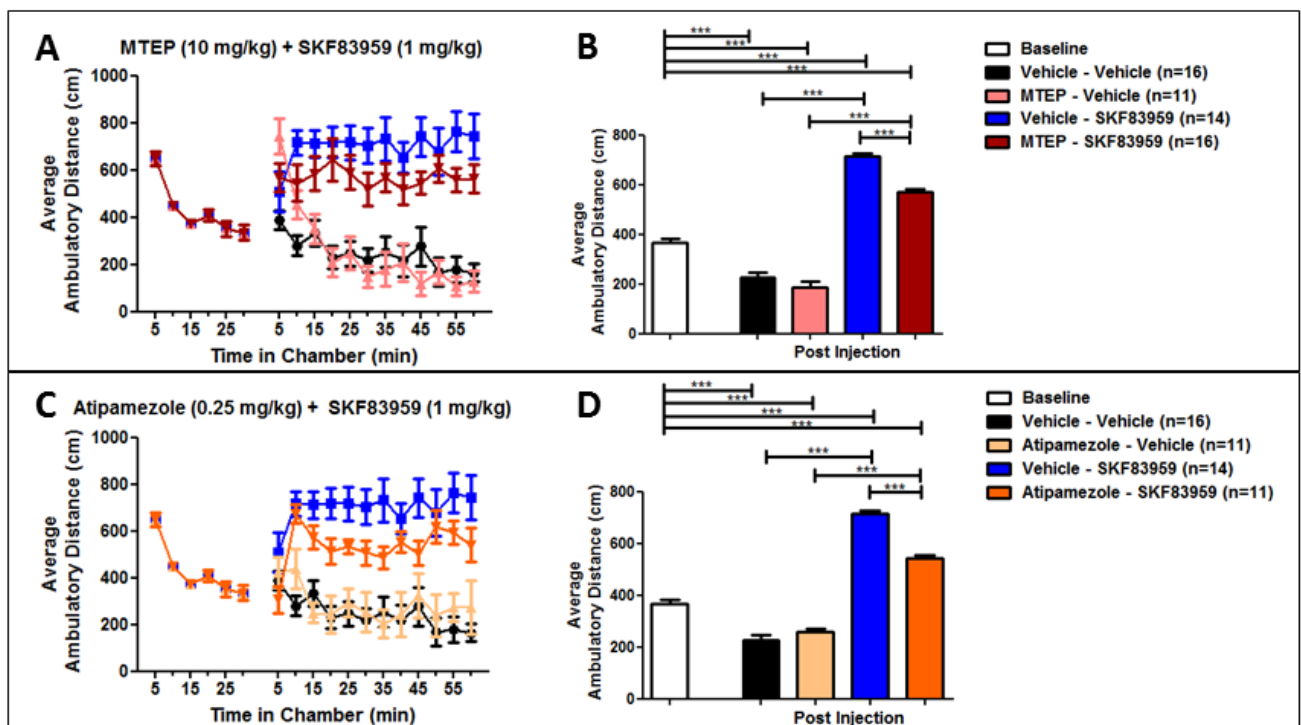 A
MTEP (10 mg/kg) + SKF83959 (1 mg/kg)
Average
Ambulatory Distance (cm)
1000
800
600
400
200
0
5 15 25 5 15 25 35 45 55
Time in Chamber (min)
B
***
***
***
***
***
***
***
Average
Ambulatory Distance (cm)
800
600
400
200
0
Post Injection
Baseline
Vehicle - Vehicle (n=16)
MTEP - Vehicle (n=11)
Vehicle - SKF83959 (n=14)
MTEP - SKF83959 (n=16)
C
Atipamezole (0.25 mg/kg) + SKF83959 (1 mg/kg)
Average
Ambulatory Distance (cm)
1000
800
600
400
200
0
5 15 25 5 15 25 35 45 55
Time in Chamber (min)
D
***
***
***
***
***
***
***
Average
Ambulatory Distance (cm)
800
600
400
200
0
Post Injection
Baseline
Vehicle - Vehicle (n=16)
Atipamezole - Vehicle (n=11)
Vehicle - SKF83959 (n=14)
Atipamezole - SKF83959 (n=11)